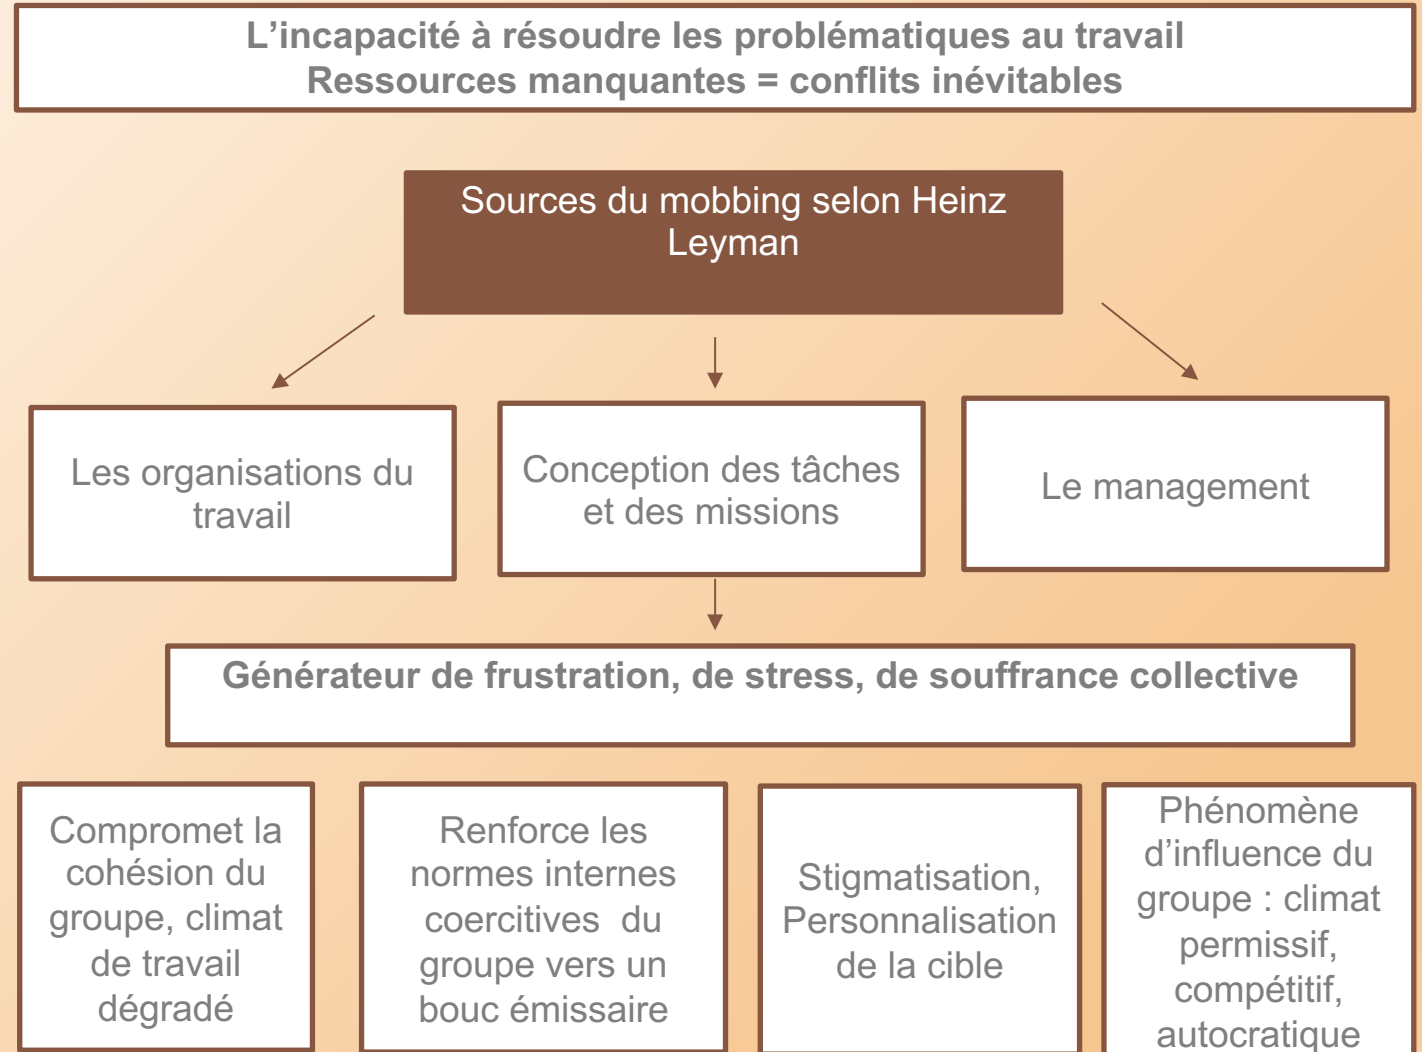 L’incapacité à résoudre les problématiques au travail
Ressources manquantes = conflits inévitables
Sources du mobbing selon Heinz
Leyman
Les organisations du
travail
Conception des tâches
et des missions
Le management
Générateur de frustration, de stress, de souffrance collective
Compromet la
cohésion du
groupe, climat
de travail
dégradé
Renforce les
normes internes
coercitives  du
groupe vers un
bouc émissaire
Stigmatisation,
Personnalisation
de la cible
Phénomène
d’influence du
groupe : climat
permissif,
compétitif,
autocratique